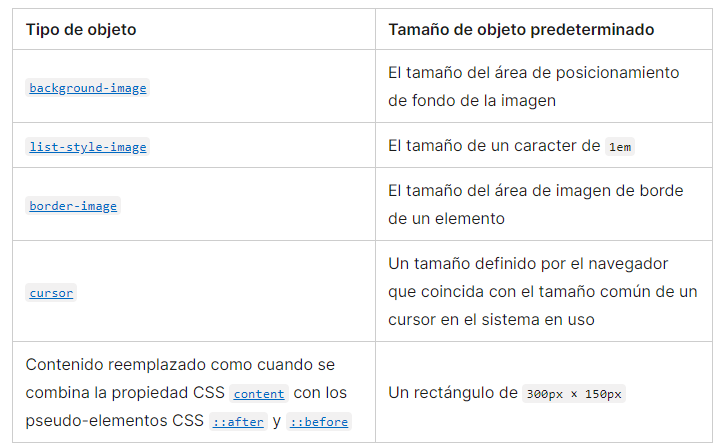 Tipo de objeto
Tamaño de objeto predeterminado
background-image
El tamaño del área de posicionamiento
de fondo de la imagen
list-style-image
El tamaño de un caracter de 1em
border-image
El tamaño del área de imagen de borde
de un elemento
cursor
Un tamaño definido por el navegador
que coincida con el tamaño común de un
cursor en el sistema en uso
Contenido reemplazado como cuando se
combina la propiedad CSS content con los
pseudo-elementos CSS ::after y ::before
Un rectángulo de 300px × 150px